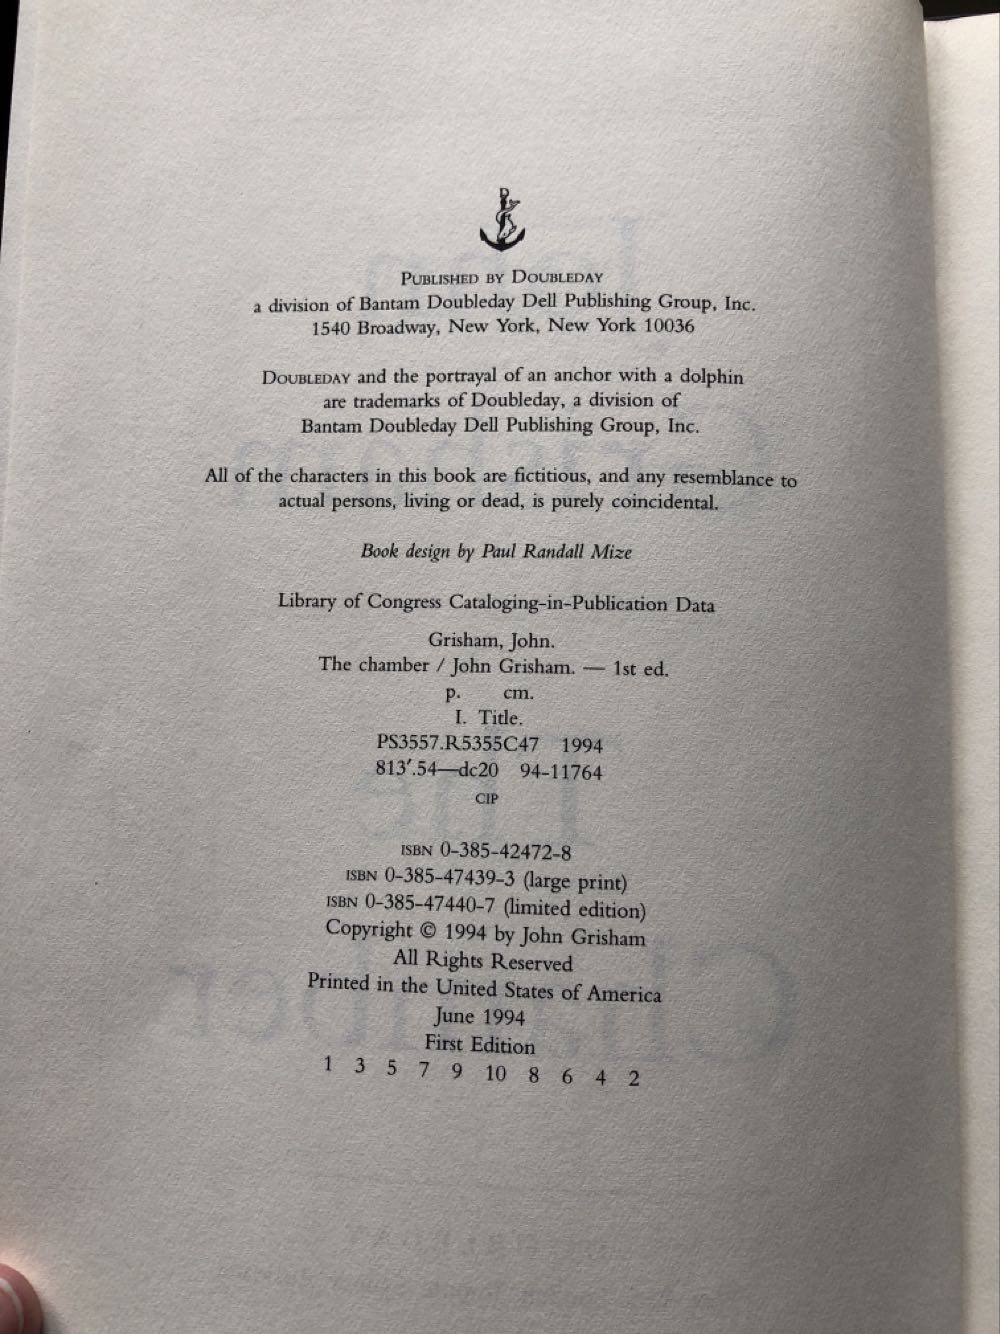 PUBLISHED BY DOUBLEDAY
a division of Bantam Doubleday Dell Publishing Group, Inc.
1540 Broadway, New York, New York 10036
DOUBLEDAY and the portrayal of an anchor with a dolphin
are trademarks of Doubleday, a division of
Bantam Doubleday Dell Publishing Group, Inc.
All of the characters in this book are fictitious, and any resemblance to
actual persons, living or dead, is purely coincidental.
Book design by Paul Randall Mize
Library of Congress Cataloging-in-Publication Data
Grisham, John.
The chamber / John Grisham. — 1st ed.
p. cm.
I. Title.
PS3557.R5355C47 1994
813′.54—dc20 94-11764
CIP
ISBN 0-385-42472-8
ISBN 0-385-47439-3 (large print)
ISBN 0-385-47440-7 (limited edition)
Copyright © 1994 by John Grisham
All Rights Reserved
Printed in the United States of America
June 1994
First Edition
1 3 5 7 9 10 8 6 4 2